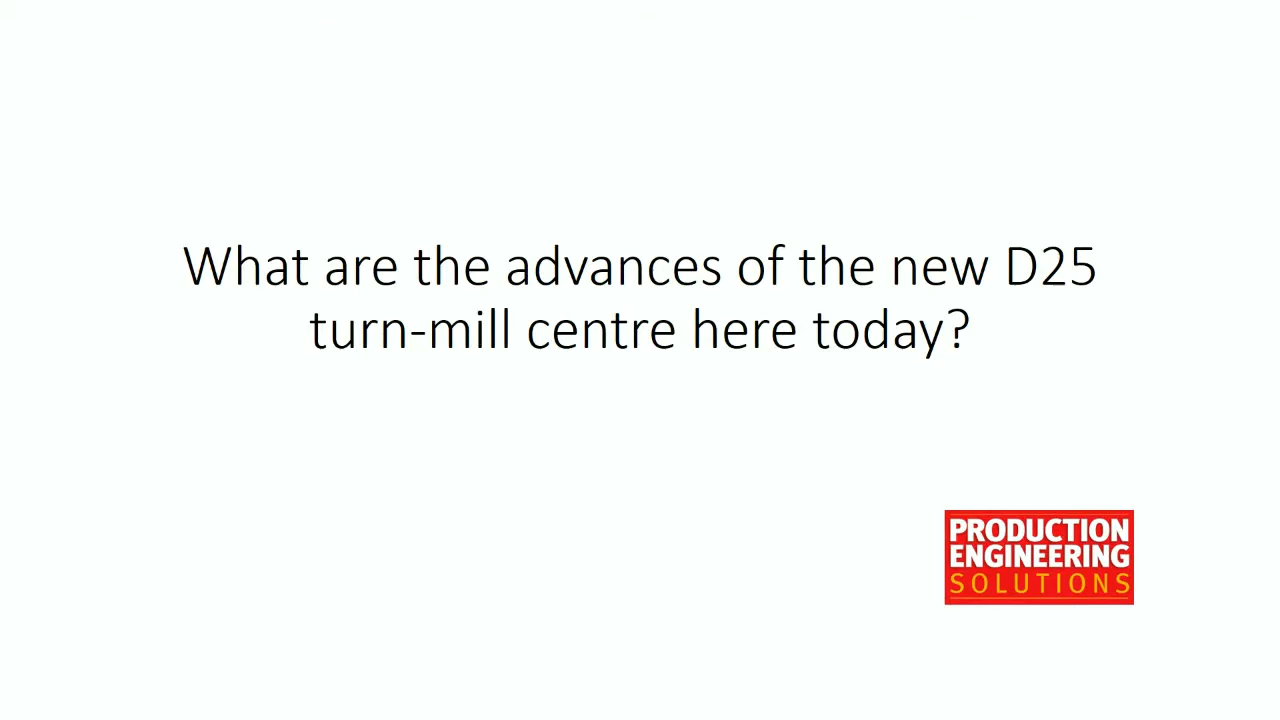 What are the advances of the new D25
turn-mill centre here today?
PRODUCTION
ENGINEERING
SOLUTIONS